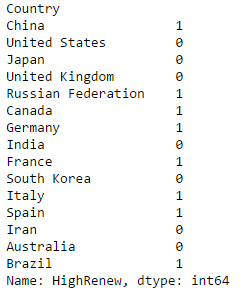 Country
China 1
United States 0
Japan 0
United Kingdom 0
Russian Federation 1
Canada 1
Germany 1
India 0
France 1
South Korea 0
Italy 1
Spain 1
Iran 0
Australia 0
Brazil 1
Name: HighRenew, dtype: int64